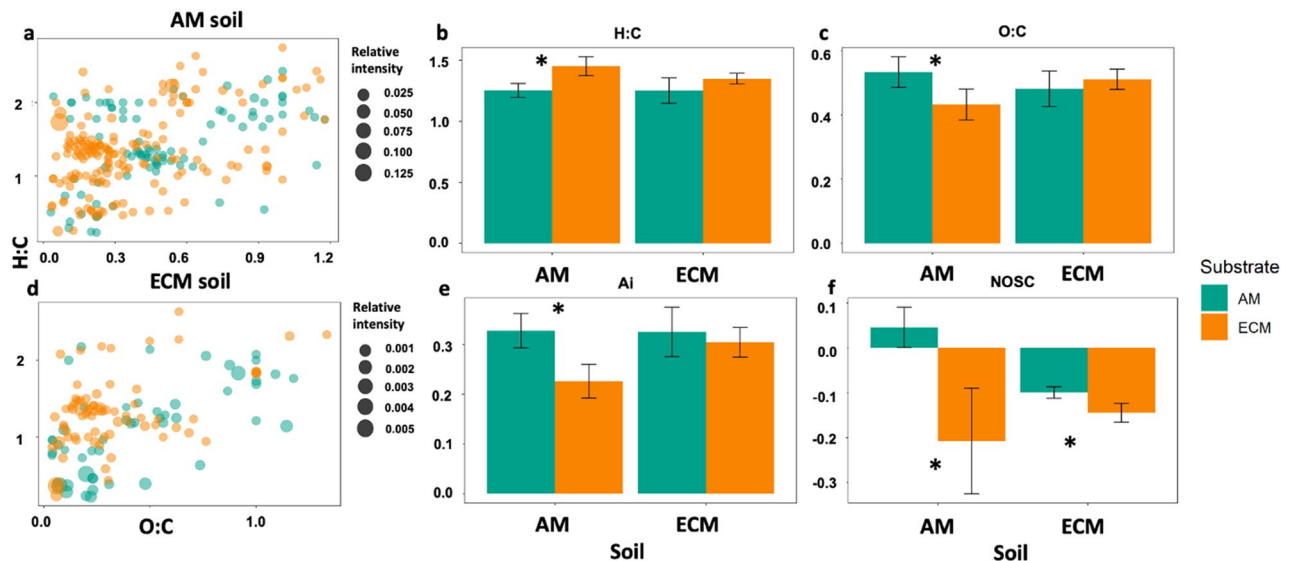 a
AM soil
2
1
0.0 0.3 0.6 0.9 1.2
H:C
Relative
intensity
0.025
0.050
0.075
0.100
0.125
b
H:C
*
1.5
1.0
0.5
0.0
AM ECM
c
O:C
*
0.6
0.4
0.2
0.0
AM ECM
d
ECM soil
2
1
0.0 1.0
O:C
Relative
intensity
0.001
0.002
0.003
0.004
0.005
e
Ai
*
0.3
0.2
0.1
0.0
AM ECM
Soil
f
NOSC
0.1
0.0
-0.1
-0.2
-0.3
*
*
AM ECM
Soil
Substrate
AM
ECM